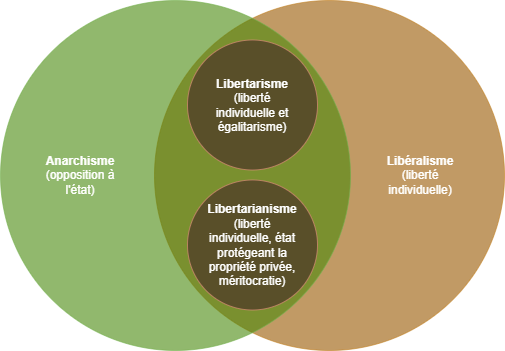 Libertarisme
(liberté
individuelle et
égalitarisme)
Anarchisme
(opposition à
l'état)
Libéralisme
(liberté
individuelle)
Libertarianisme
(liberté
individuelle, état
protégeant la
propriété privée,
méritocratie)